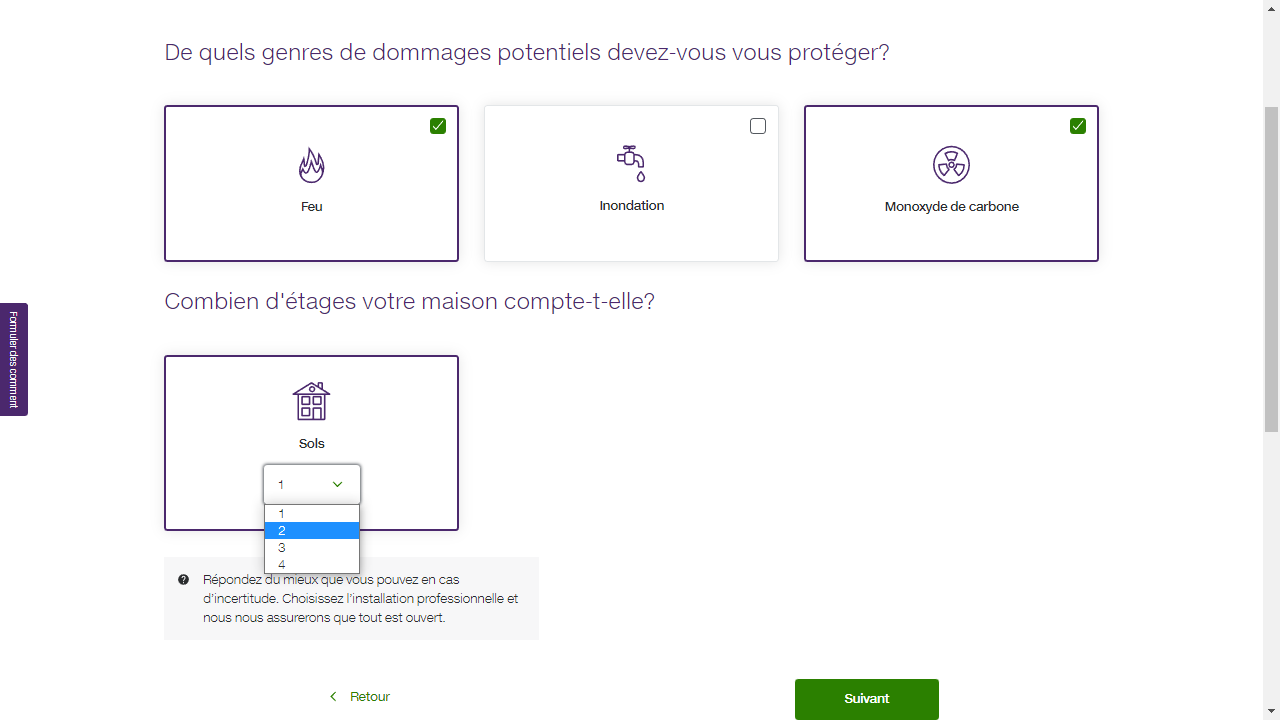 De quels genres de dommages potentiels devez-vous vous protéger?
Feu
Inondation
Monoxyde de carbone
Combien d'étages votre maison compte-t-elle?
Formuler des comment
Sols
1
1
2
3
4
Répondez du mieux que vous pouvez en cas
d'incertitude. Choisissez l'installation professionnelle et
nous nous assurerons que tout est ouvert.
Retour
Suivant